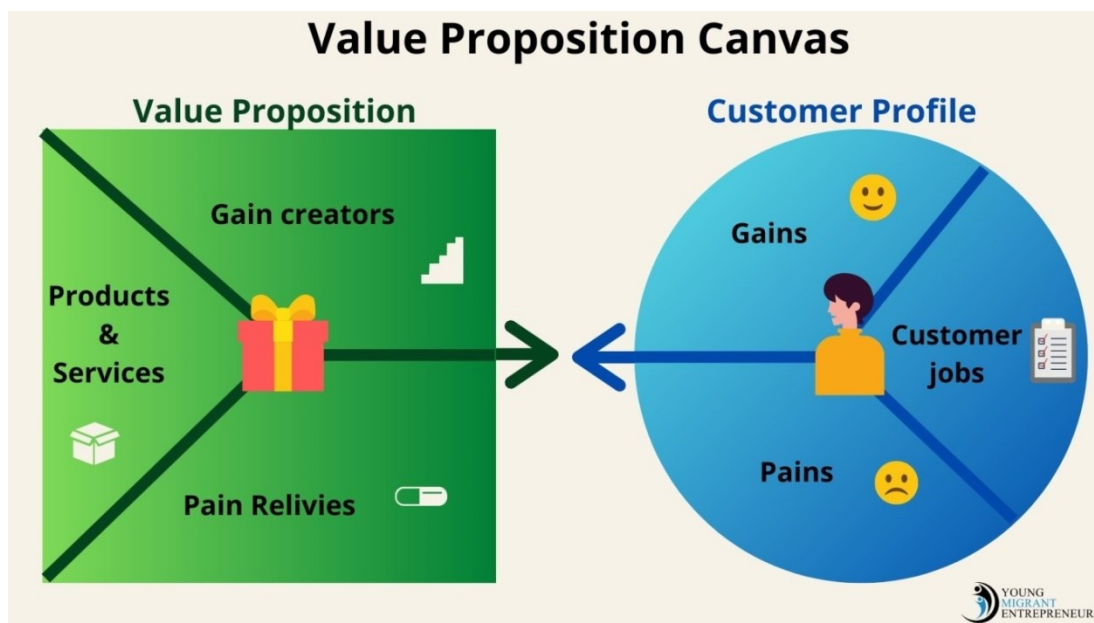 Value Proposition Canvas
Value Proposition
Customer Profile
Gain creators
Products
&
Services
Pain Relivies
Gains
Customer
jobs
Pains
YOUNG
MIGRANT
ENTREPRENEUR